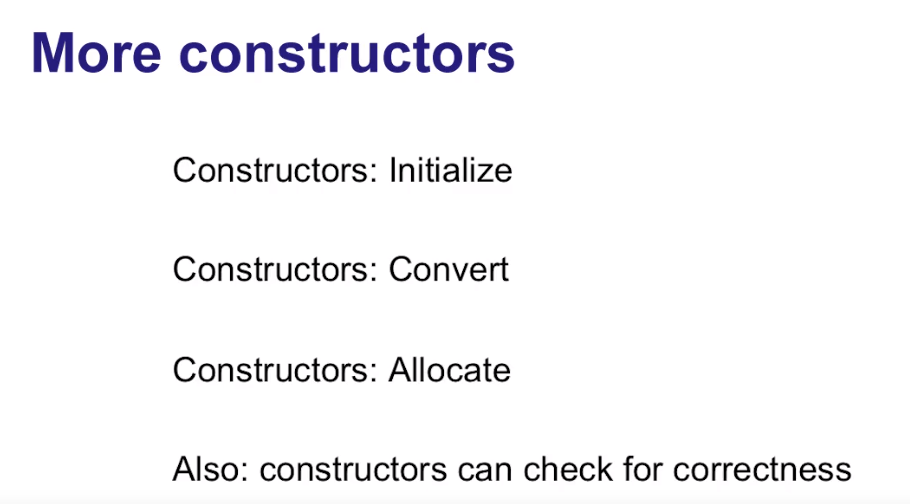 More constructors
Constructors: Initialize
Constructors: Convert
Constructors: Allocate
Also: constructors can check for correctness